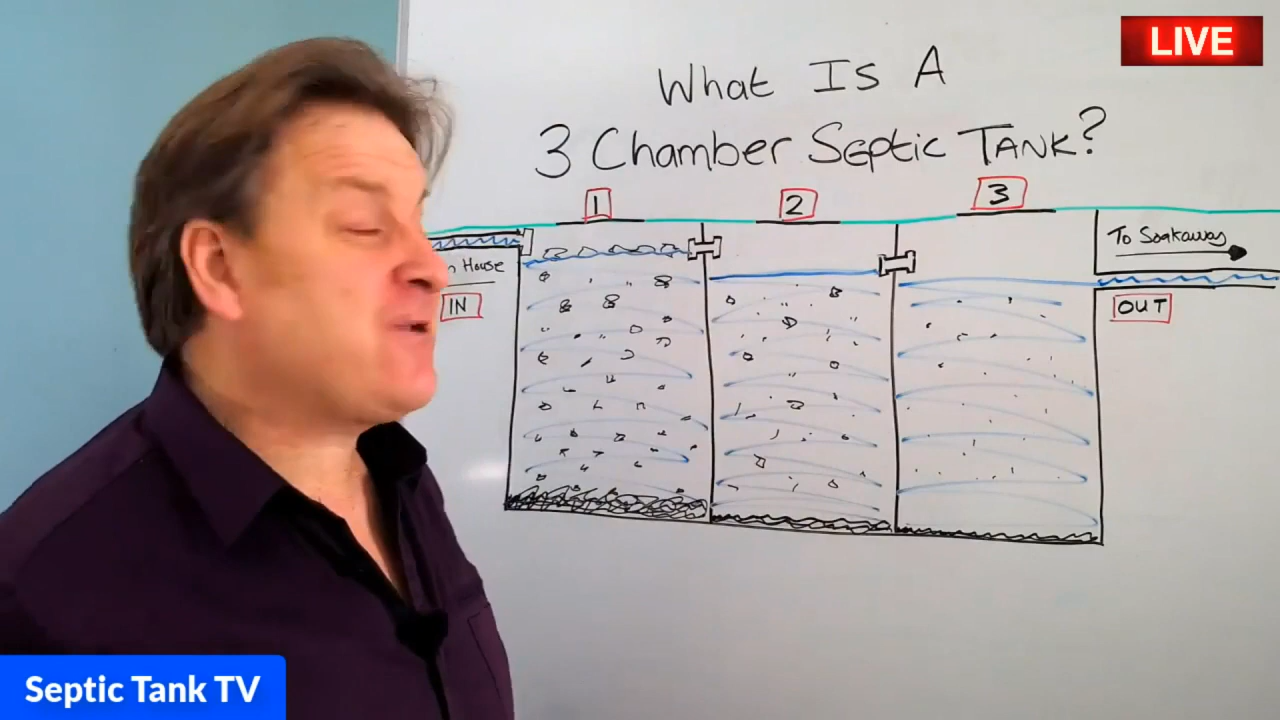 LIVE
What Is A
3 Chamber Septic Tank?
1
2
3
To Soakaway
House
IN
OUT
Septic Tank TV